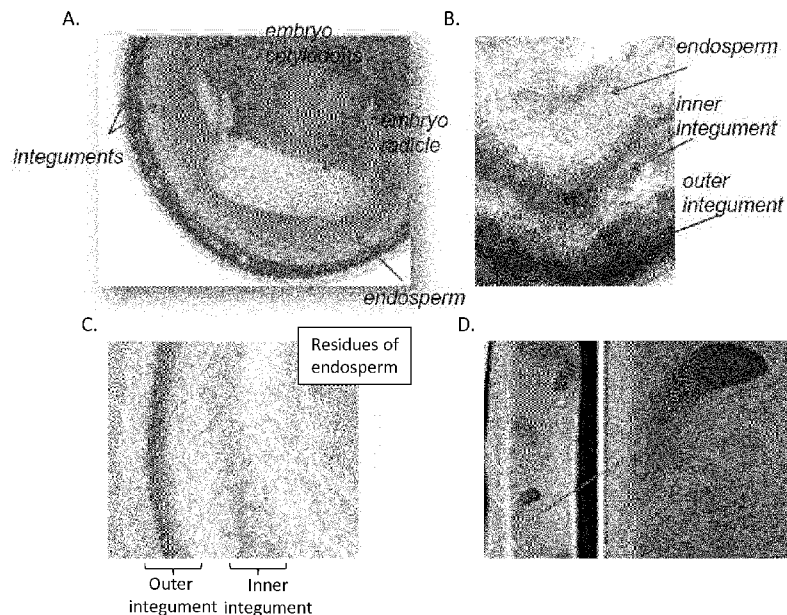 A.
embryo
cotyledons
embryo
radicle
integuments
endosperm
B.
endosperm
inner
integument
outer
integument
C.
Residues of
endosperm
Outer
integument
Inner
integument
D.